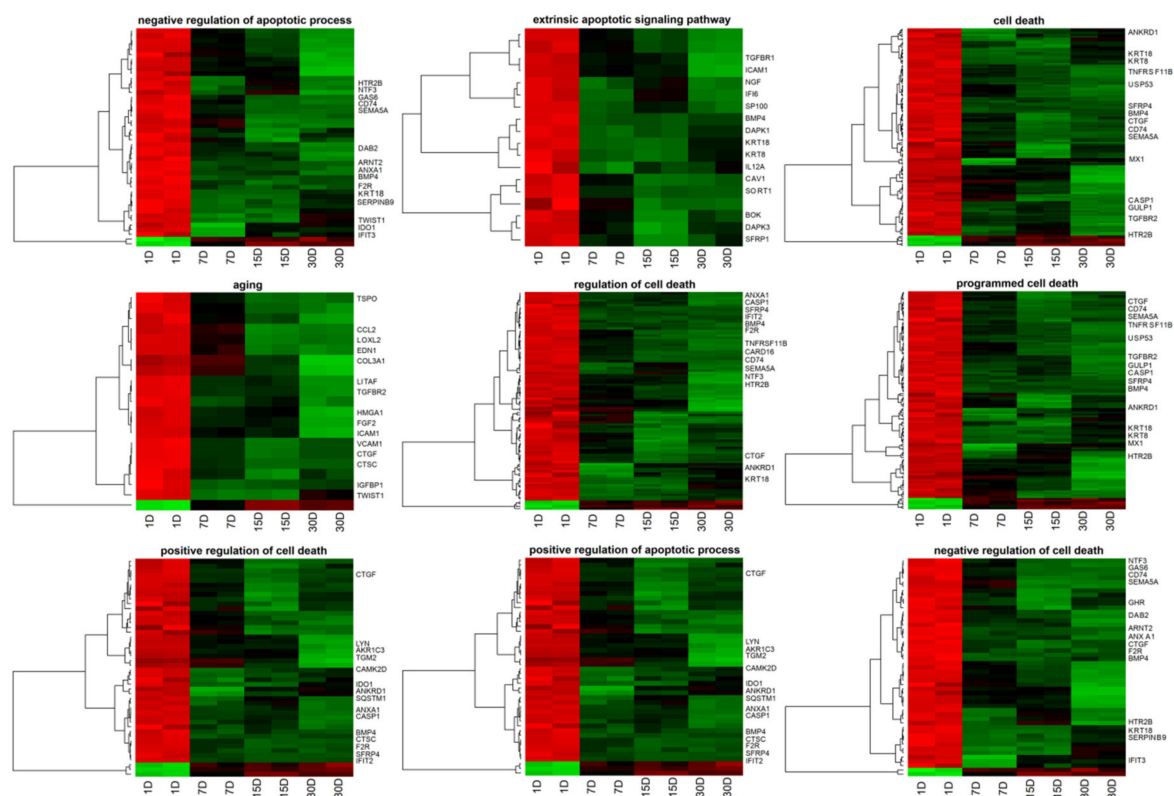 negative regulation of apoptotic process
HTR2B
NTF3
GAS6
CD74
SEMA5A
DAB2
ARNT2
ANXA1
BMP4
F2R
KRT18
SERPINB9
TWIST1
IDO1
IFIT3
1D 1D 7D 7D 15D 15D 30D 30D
extrinsic apoptotic signaling pathway
TGFBR1
ICAM1
NGF
IFI6
SP100
BMP4
DAPK1
KRT18
KRT8
IL12A
CAV1
SORT1
BOK
DAPK3
SFRP1
1D 1D 7D 7D 15D 15D 30D 30D
cell death
ANKRD1
KRT18
KRT8
TNFRSF11B
USP53
SFRP4
BMP4
CTGF
CD74
SEMA5A
MX1
CASP1
GULP1
TGFBR2
HTR2B
1D 1D 7D 7D 15D 15D 30D 30D
aging
TSPO
CCL2
LOXL2
EDN1
COL3A1
LITAF
TGFBR2
HMGA1
FGF2
ICAM1
VCAM1
CTGF
CTSC
IGFBP1
TWIST1
1D 1D 7D 7D 15D 15D 30D 30D
regulation of cell death
ANXA1
CASP1
SFRP4
IFIT2
BMP4
F2R
TNFRSF11B
CARD16
CD74
SEMA5A
NTF3
HTR2B
CTGF
ANKRD1
KRT18
1D 1D 7D 7D 15D 15D 30D 30D
programmed cell death
CTGF
CD74
SEMA5A
TNFRSF11B
USP53
TGFBR2
GULP1
CASP1
SFRP4
BMP4
ANKRD1
KRT18
KRT8
MX1
HTR2B
1D 1D 7D 7D 15D 15D 30D 30D
positive regulation of cell death
CTGF
LYN
AKR1C3
TGM2
CAMK2D
IDO1
ANKRD1
SQSTM1
ANXA1
CASP1
BMP4
CTSC
F2R
SFRP4
IFIT2
1D 1D 7D 7D 15D 15D 30D 30D
positive regulation of apoptotic process
CTGF
LYN
AKR1C3
TGM2
CAMK2D
IDO1
ANKRD1
SQSTM1
ANXA1
CASP1
BMP4
CTSC
F2R
SFRP4
IFIT2
1D 1D 7D 7D 15D 15D 30D 30D
negative regulation of cell death
NTF3
GAS6
CD74
SEMA5A
GHR
DAB2
ARNT2
ANXA1
CTGF
F2R
BMP4
HTR2B
KRT18
SERPINB9
IFIT3
1D 1D 7D 7D 15D 15D 30D 30D